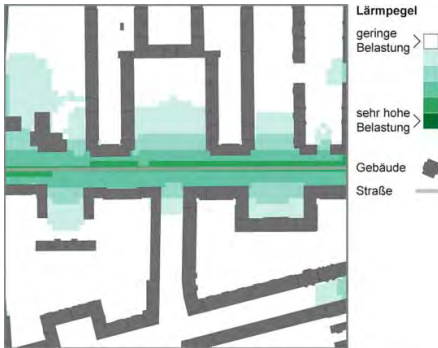 Lärmpegel
geringe
Belastung
sehr hohe
Belastung
Gebäude
Straße